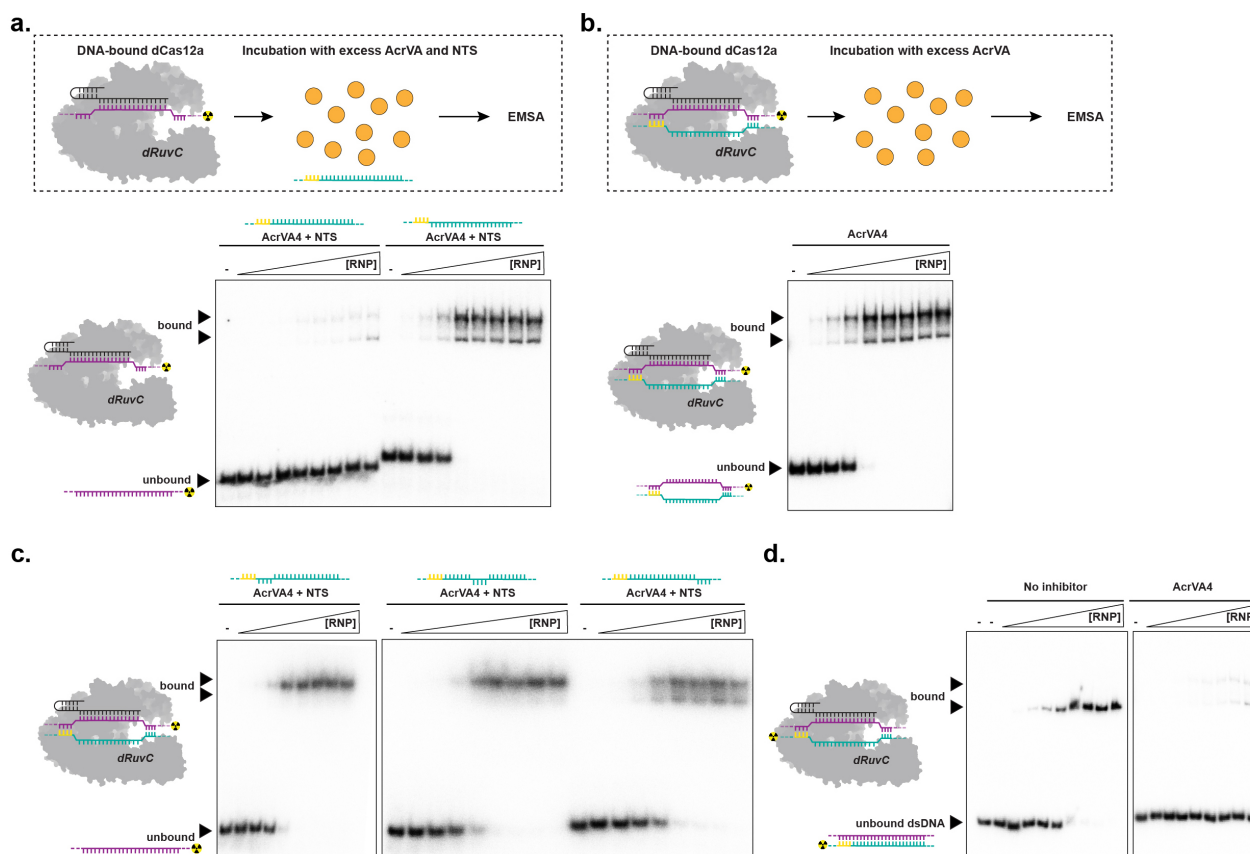 a.
DNA-bound dCas12a
Incubation with excess AcrVA and NTS
dRuvC
EMSA
AcrVA4 + NTS
AcrVA4 + NTS
-
[RNP]
-
[RNP]
bound
dRuvC
unbound
b.
DNA-bound dCas12a
Incubation with excess AcrVA
dRuvC
EMSA
AcrVA4
-
[RNP]
bound
dRuvC
unbound
c.
AcrVA4 + NTS
AcrVA4 + NTS
AcrVA4 + NTS
-
[RNP]
-
[RNP]
-
[RNP]
bound
dRuvC
unbound
d.
No inhibitor
AcrVA4
- -
[RNP]
-
[RNP
bound
dRuvC
unbound dsDNA